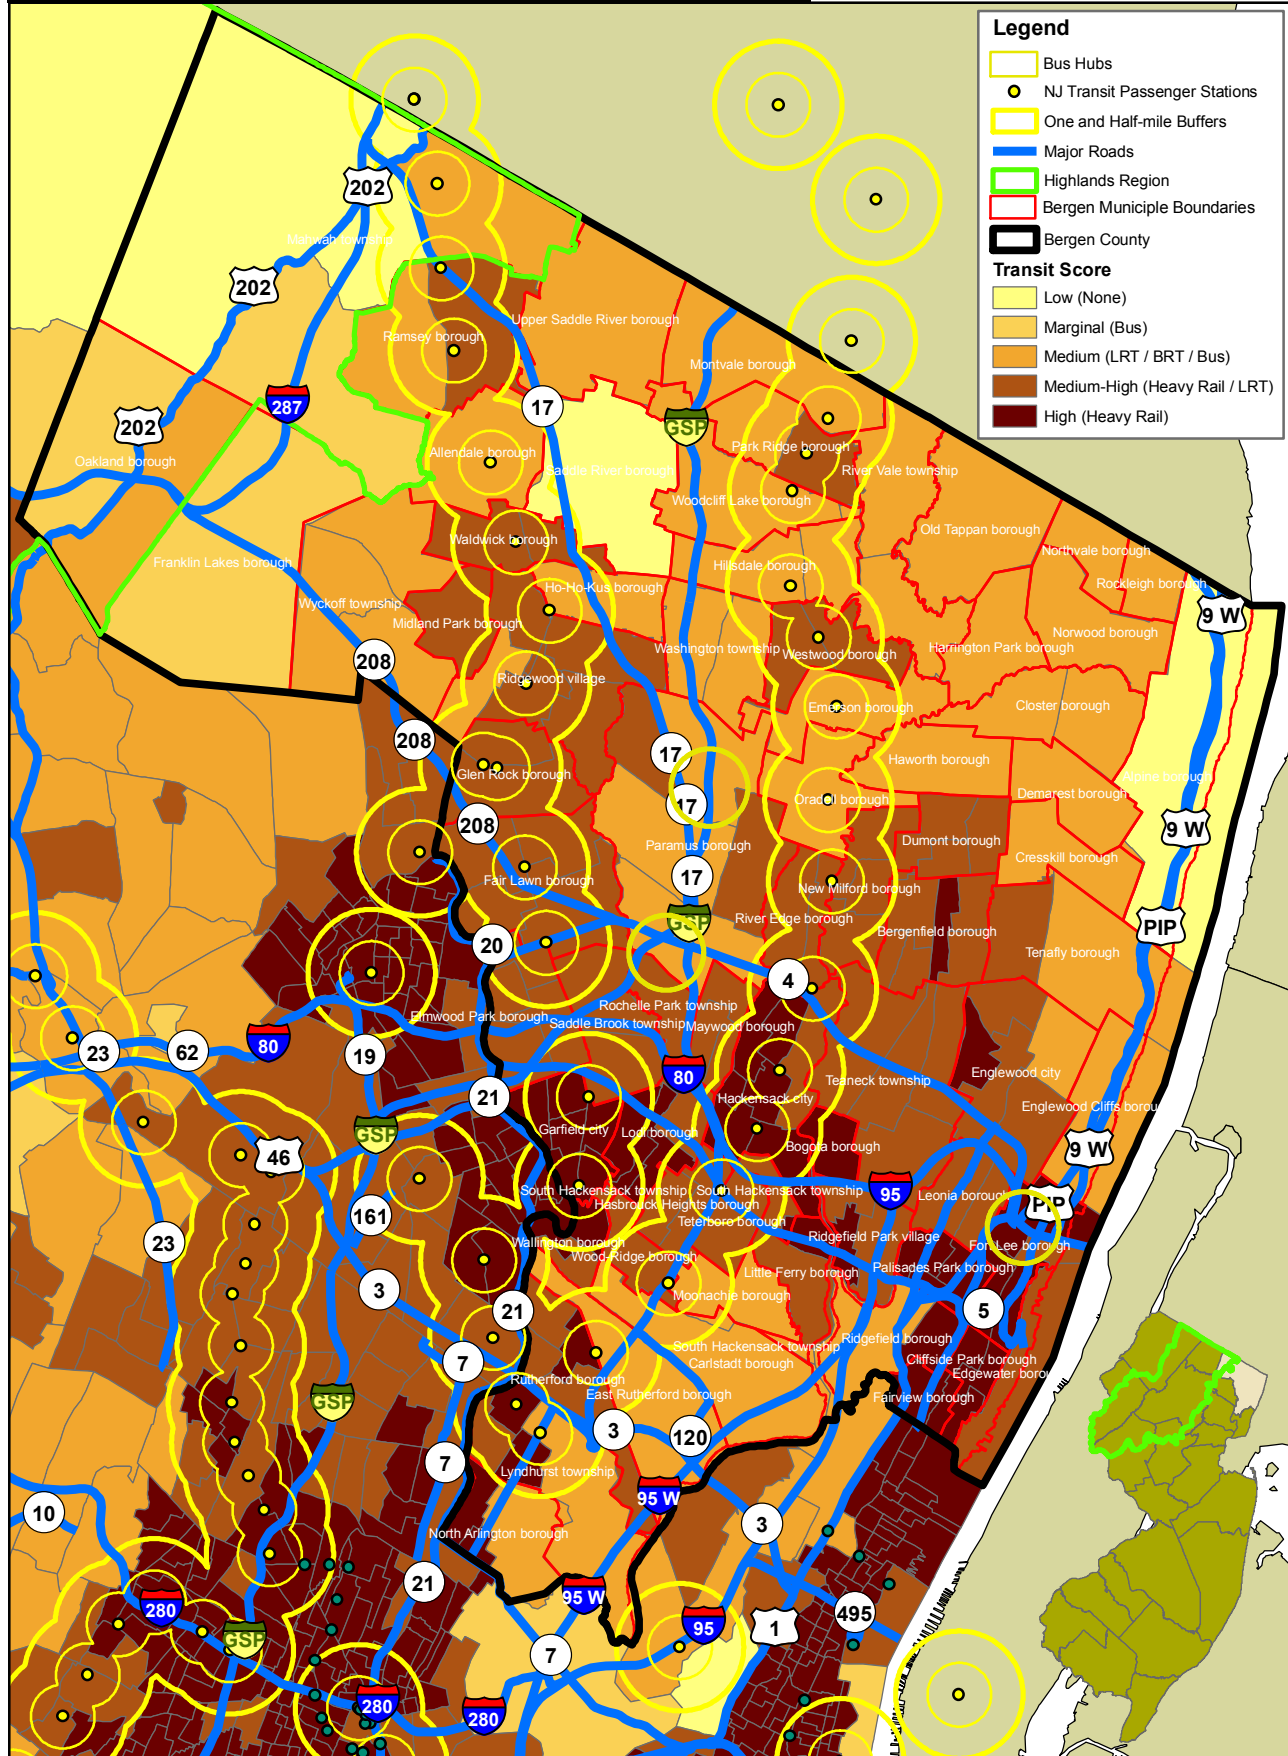 Legend
Bus Hubs
NJ Transit Passenger Stations
One and Half-mile Buffers
Major Roads
Highlands Region
Bergen Municiple Boundaries
Bergen County
Transit Score
Low (None)
Marginal (Bus)
Medium (LRT / BRT / Bus)
Medium-High (Heavy Rail / LRT)
High (Heavy Rail)
202
Mahwah township
202
Upper Saddle River borough
Ramsey borough
Montvale borough
287
17
202
GSP
Allendale borough
Park Ridge borough
Oakland borough
Saddle River borough
River Vale township
Woodcliff Lake borough
Old Tappan borough
Waldwick borough
Northvale borough
Franklin Lakes borough
Hillsdale borough
Rockleigh borough
Ho-Ho-Kus borough
Wyckoff township
9 W
Midland Park borough
Norwood borough
Washington township
Westwood borough
Harrington Park borough
208
Ridgewood village
Emerson borough
Closter borough
208
17
Haworth borough
Glen Rock borough
Alpine borough
17
Oradell borough
Demarest borough
208
9 W
Paramus borough
Dumont borough
Cresskill borough
17
Fair Lawn borough
New Milford borough
GSP
River Edge borough
PIP
Bergenfield borough
20
Tenafly borough
4
Rochelle Park township
Elmwood Park borough
Saddle Brook township
Maywood borough
80
23
62
19
80
Englewood city
Teaneck township
21
Hackensack city
Englewood Cliffs borou
GSP
Garfield city
Lodi borough
Bogota borough
46
9 W
South Hackensack township
South Hackensack township
95
Leonia borough
PIP
Hasbrouck Heights borough
161
Teterboro borough
Ridgefield Park village
23
Wallington borough
Fort Lee borough
Wood-Ridge borough
Little Ferry borough
Palisades Park borough
3
Moonachie borough
21
5
South Hackensack township
Ridgefield borough
7
Carlstadt borough
Cliffside Park borough
Rutherford borough
Edgewater boro
East Rutherford borough
Fairview borough
GSP
3
120
7
Lyndhurst township
95 W
10
North Arlington borough
3
21
95 W
280
495
GSP
95
1
7
280
280